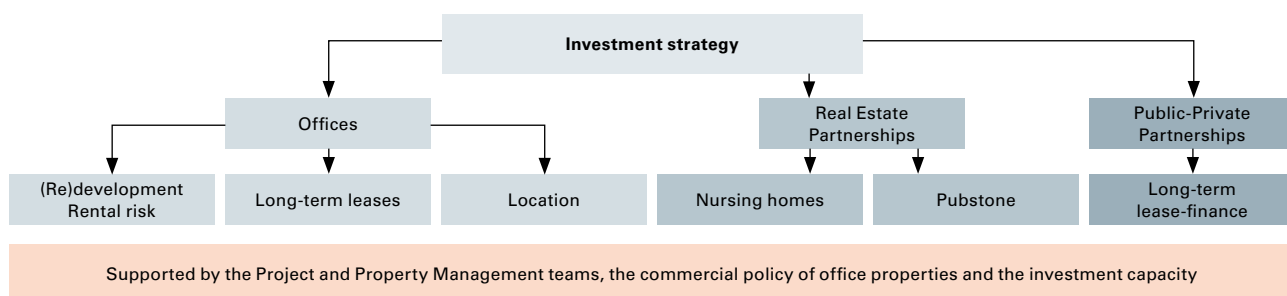 Investment strategy
Offices
Real Estate
Partnerships
Public-Private
Partnerships
(Re)development
Rental risk
Long-term leases
Location
Nursing homes
Pubstone
Long-term
lease-finance
Supported by the Project and Property Management teams, the commercial policy of office properties and the investment capacity